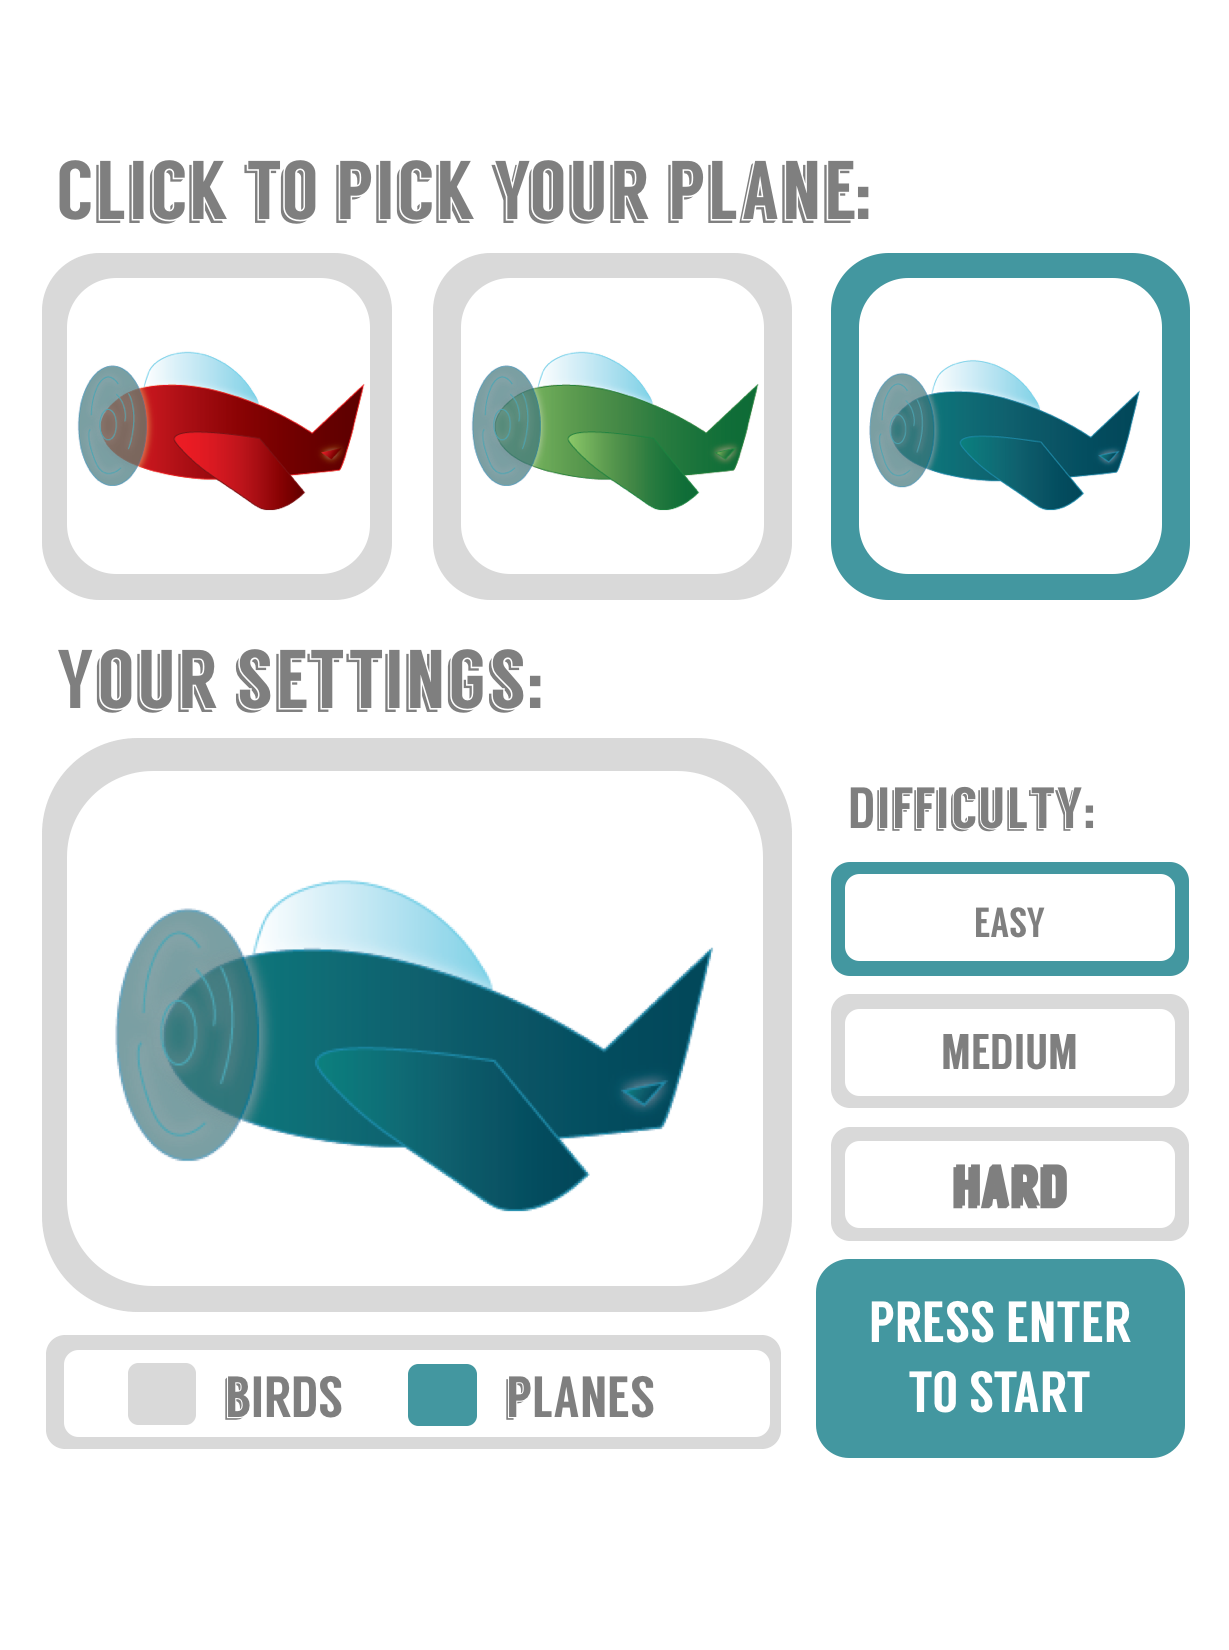 CLICK TO PICK YOUR PLANE:
YOUR SETTINGS:
DIFFICULTY:
EASY
MEDIUM
HARD
PRESS ENTER
TO START
BIRDS PLANES